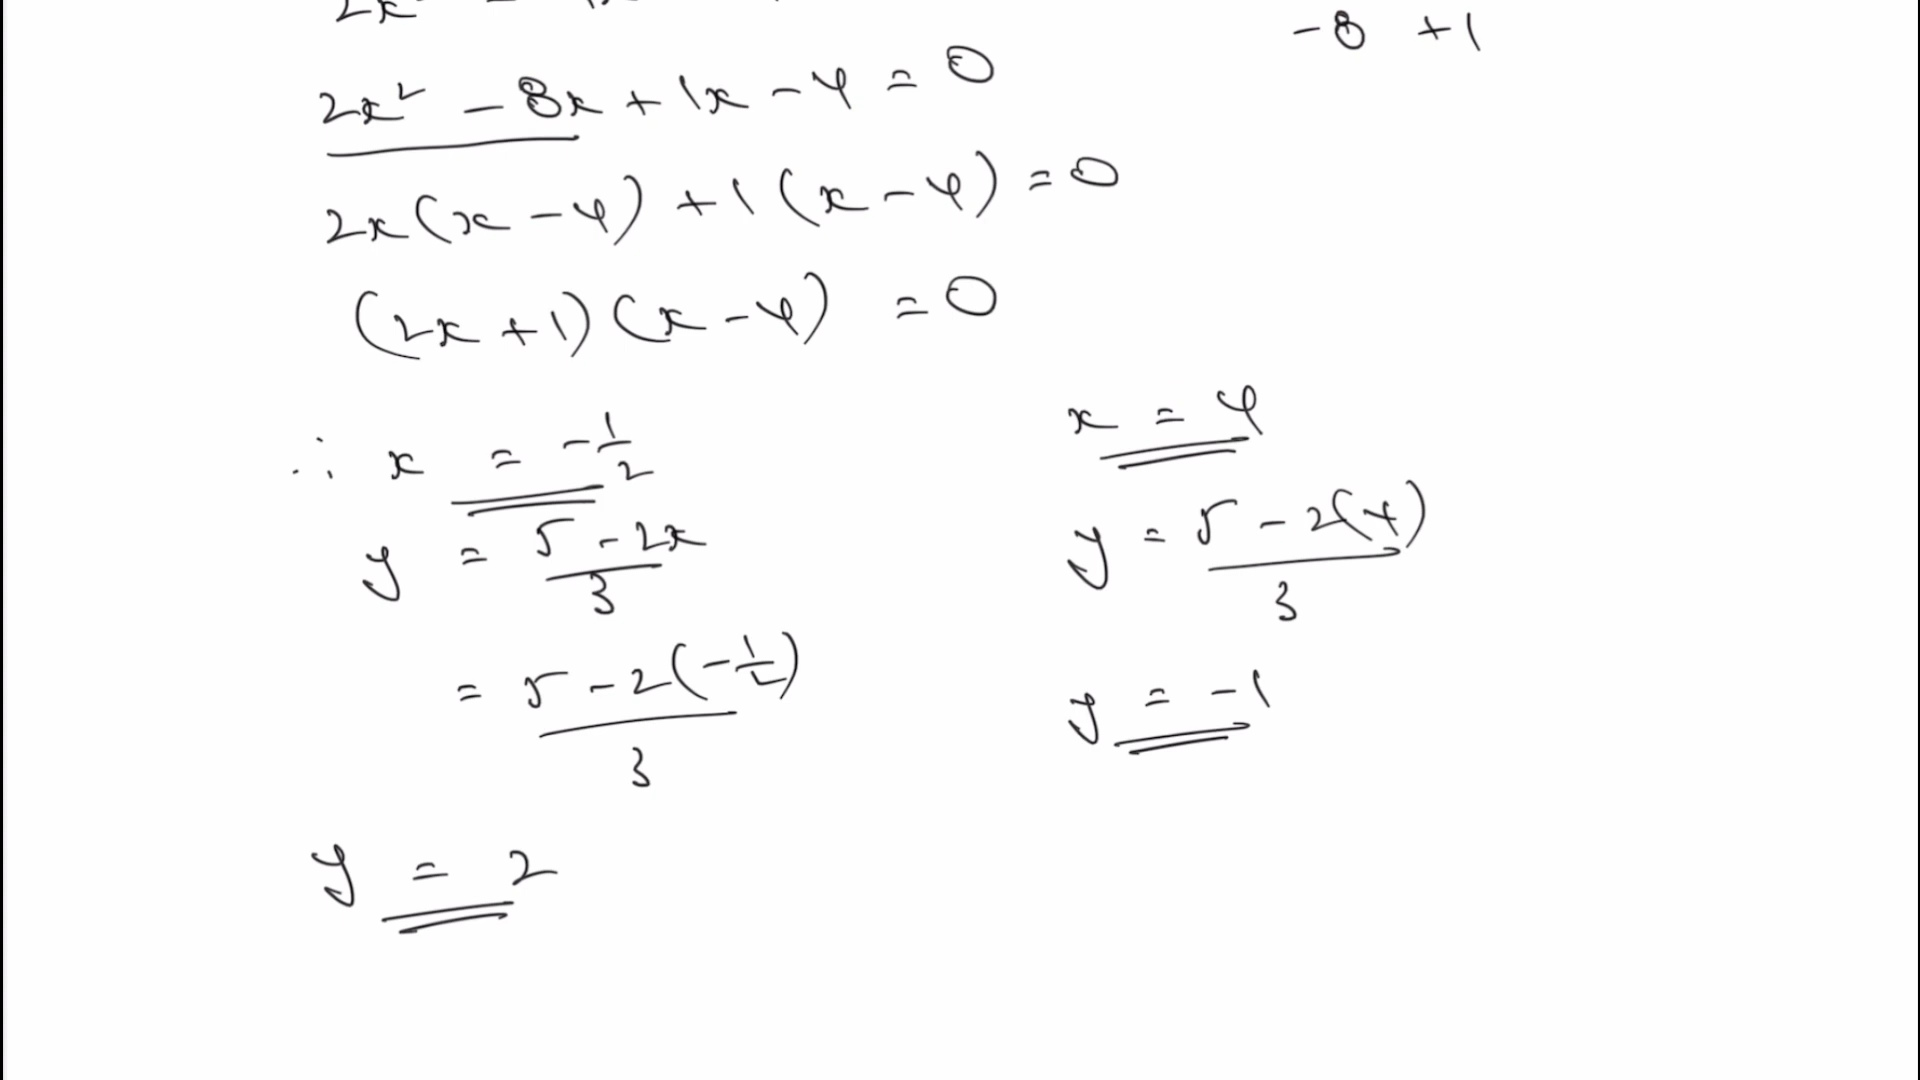 -8 +1
2x² - 8x + 1x - 4 = 0
2x(x - 4) + 1(x - 4) = 0
(2x + 1)(x - 4) = 0
∴ x = -1/2
x = 4
y = (5 - 2x)/3
y = (5 - 2(4))/3
= (5 - 2(-1/2))/3
y = -1
y = 2